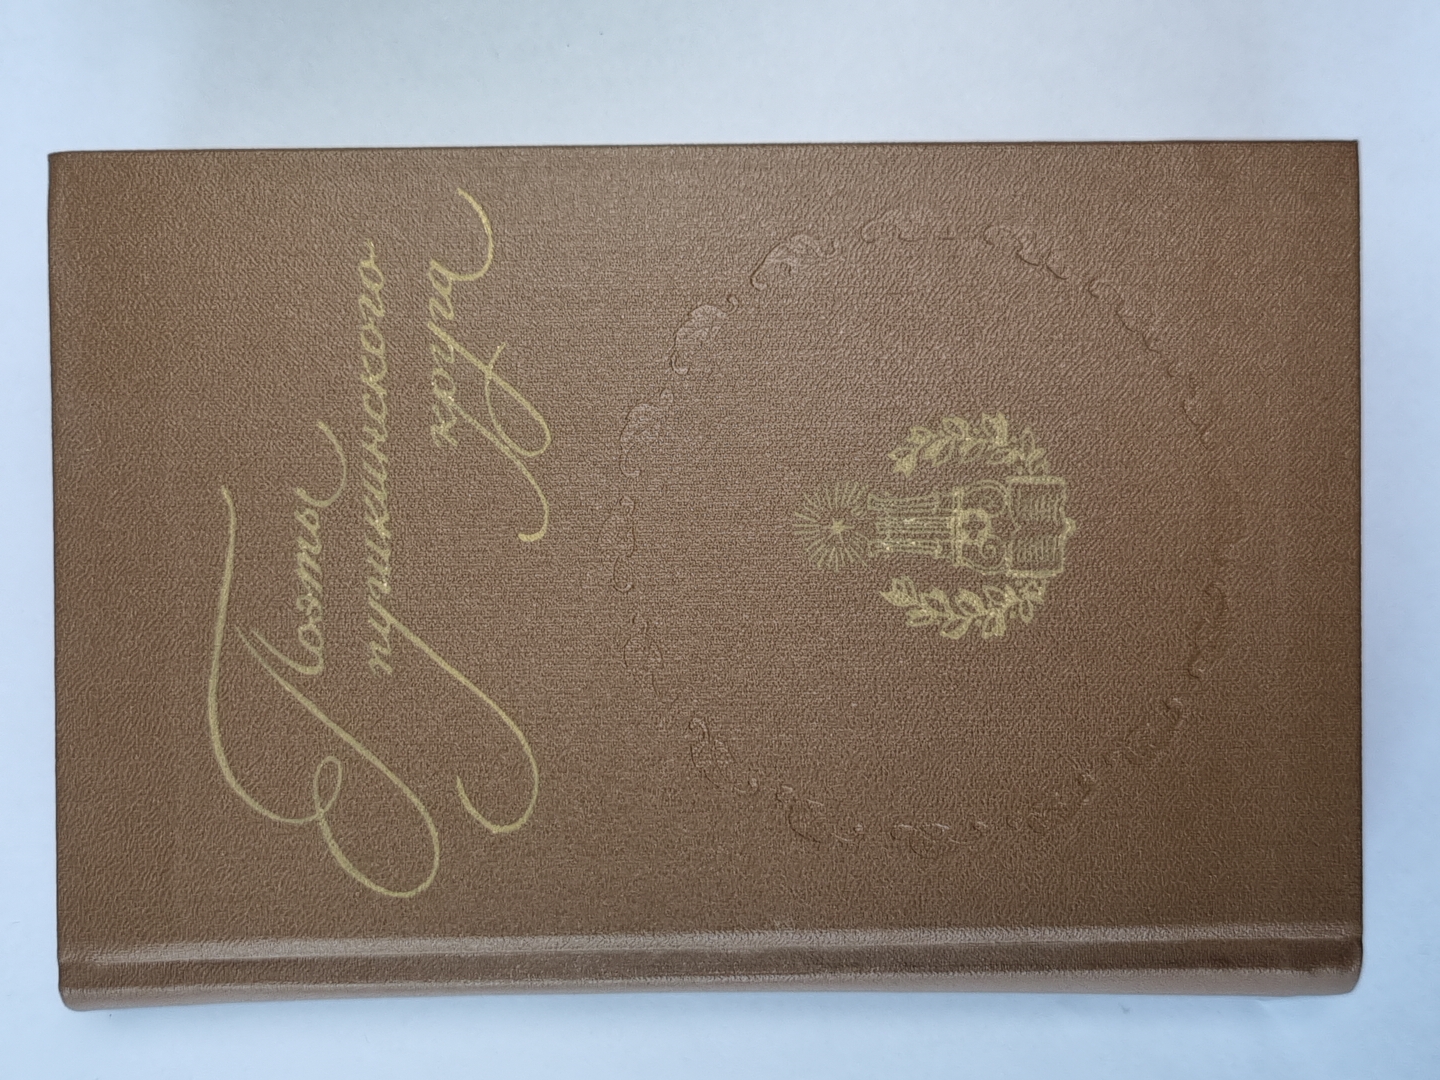 Поэты
пушкинского
круга